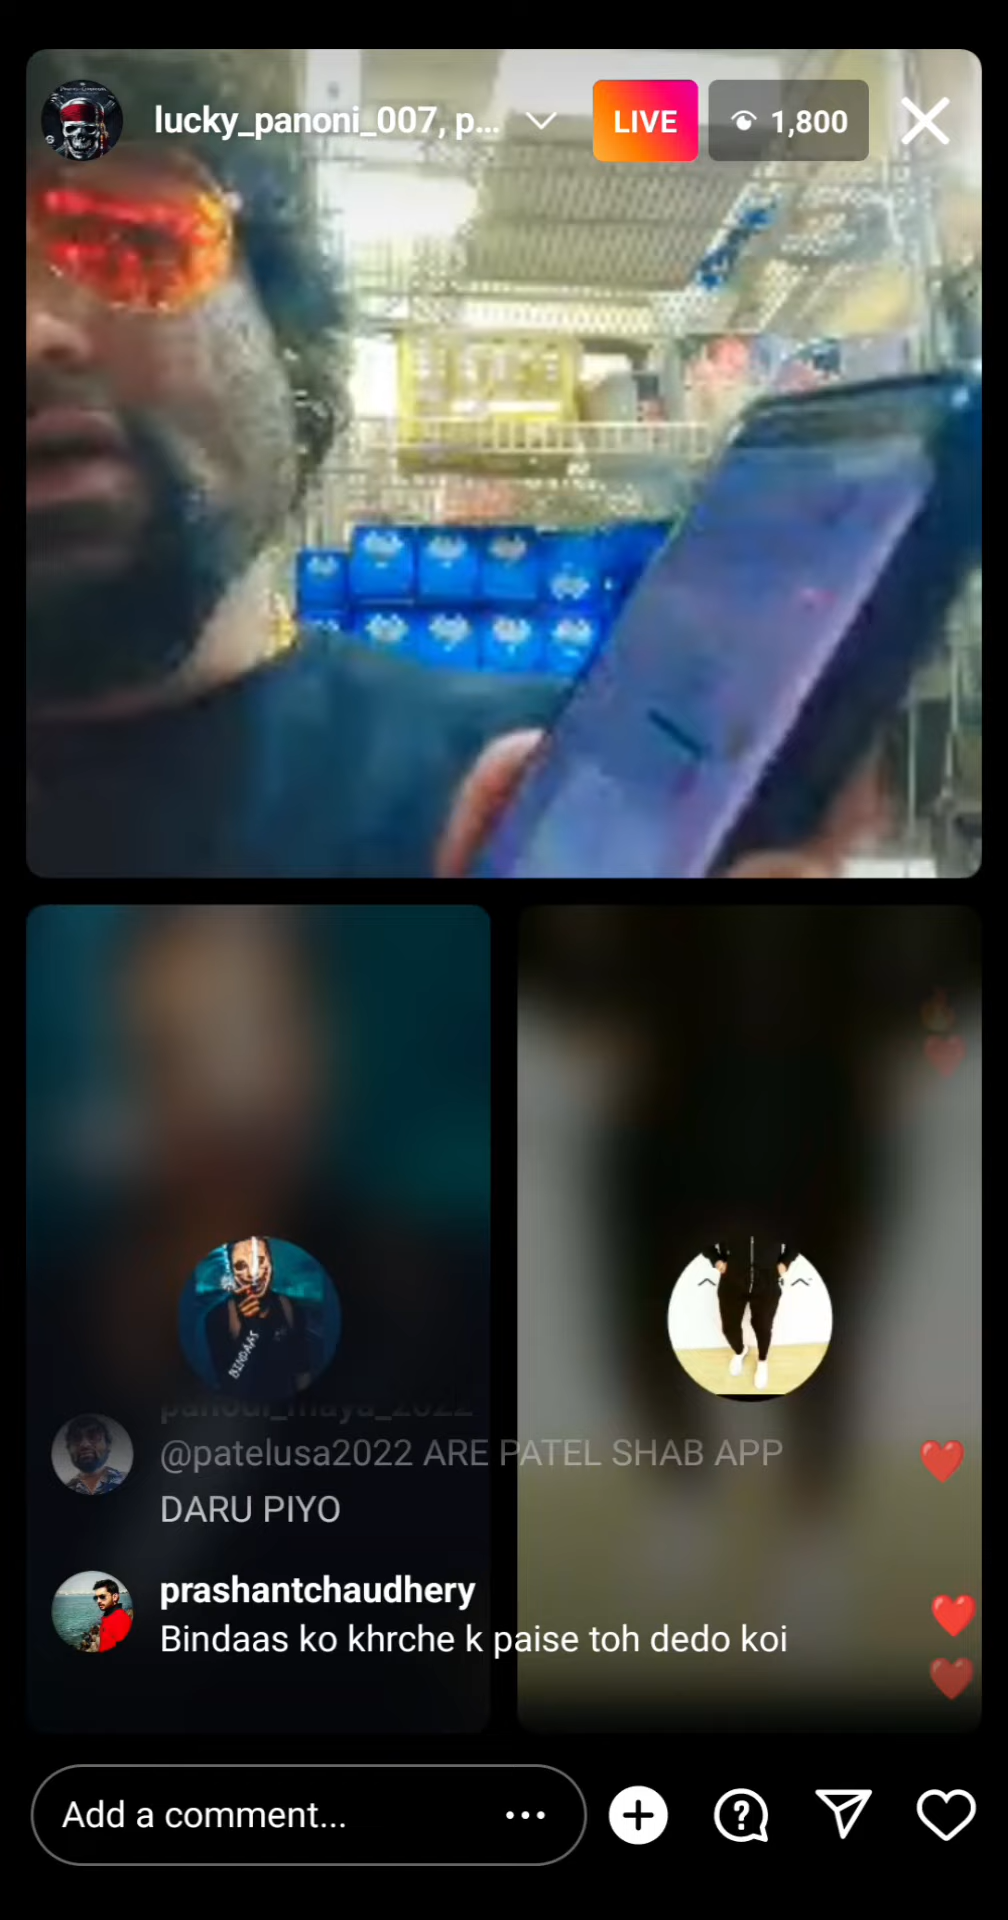 lucky_panoni_007, p...
LIVE
1,800
BINDAAS
@patelusa2022 ARE PATEL SHAB APP
DARU PIYO
prashantchaudhery
Bindaas ko khrche k paise toh dedo koi
Add a comment...